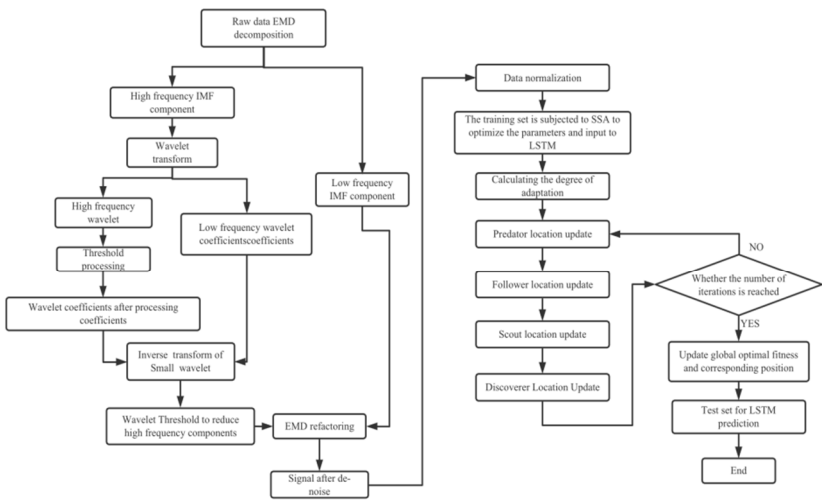 Raw data EMD
decomposition
High frequency IMF
component
Wavelet
transform
High frequency
wavelet
Threshold
processing
Wavelet coefficients after processing
coefficients
Low frequency wavelet
coefficientscoefficients
Low frequency
IMF component
Inverse transform of
Small wavelet
Wavelet Threshold to reduce
high frequency components
EMD refactoring
Signal after de-
noise
Data normalization
The training set is subjected to SSA to
optimize the parameters and input to
LSTM
Calculating the degree of
adaptation
Predator location update
Follower location update
Scout location update
Discoverer Location Update
NO
Whether the number of
iterations is reached
YES
Update global optimal fitness
and corresponding position
Test set for LSTM
prediction
End